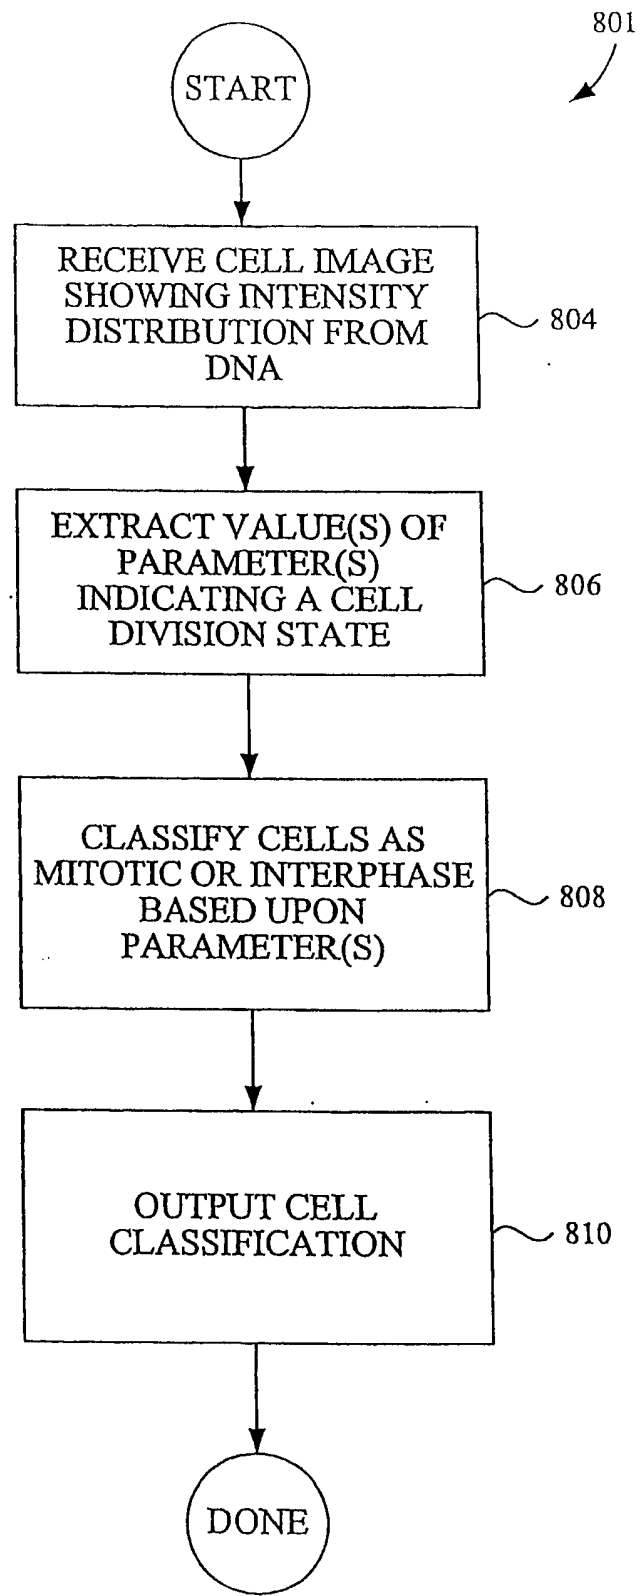 801
START
RECEIVE CELL IMAGE
SHOWING INTENSITY
DISTRIBUTION FROM
DNA
804
EXTRACT VALUE(S) OF
PARAMETER(S)
INDICATING A CELL
DIVISION STATE
806
CLASSIFY CELLS AS
MITOTIC OR INTERPHASE
BASED UPON
PARAMETER(S)
808
OUTPUT CELL
CLASSIFICATION
810
DONE